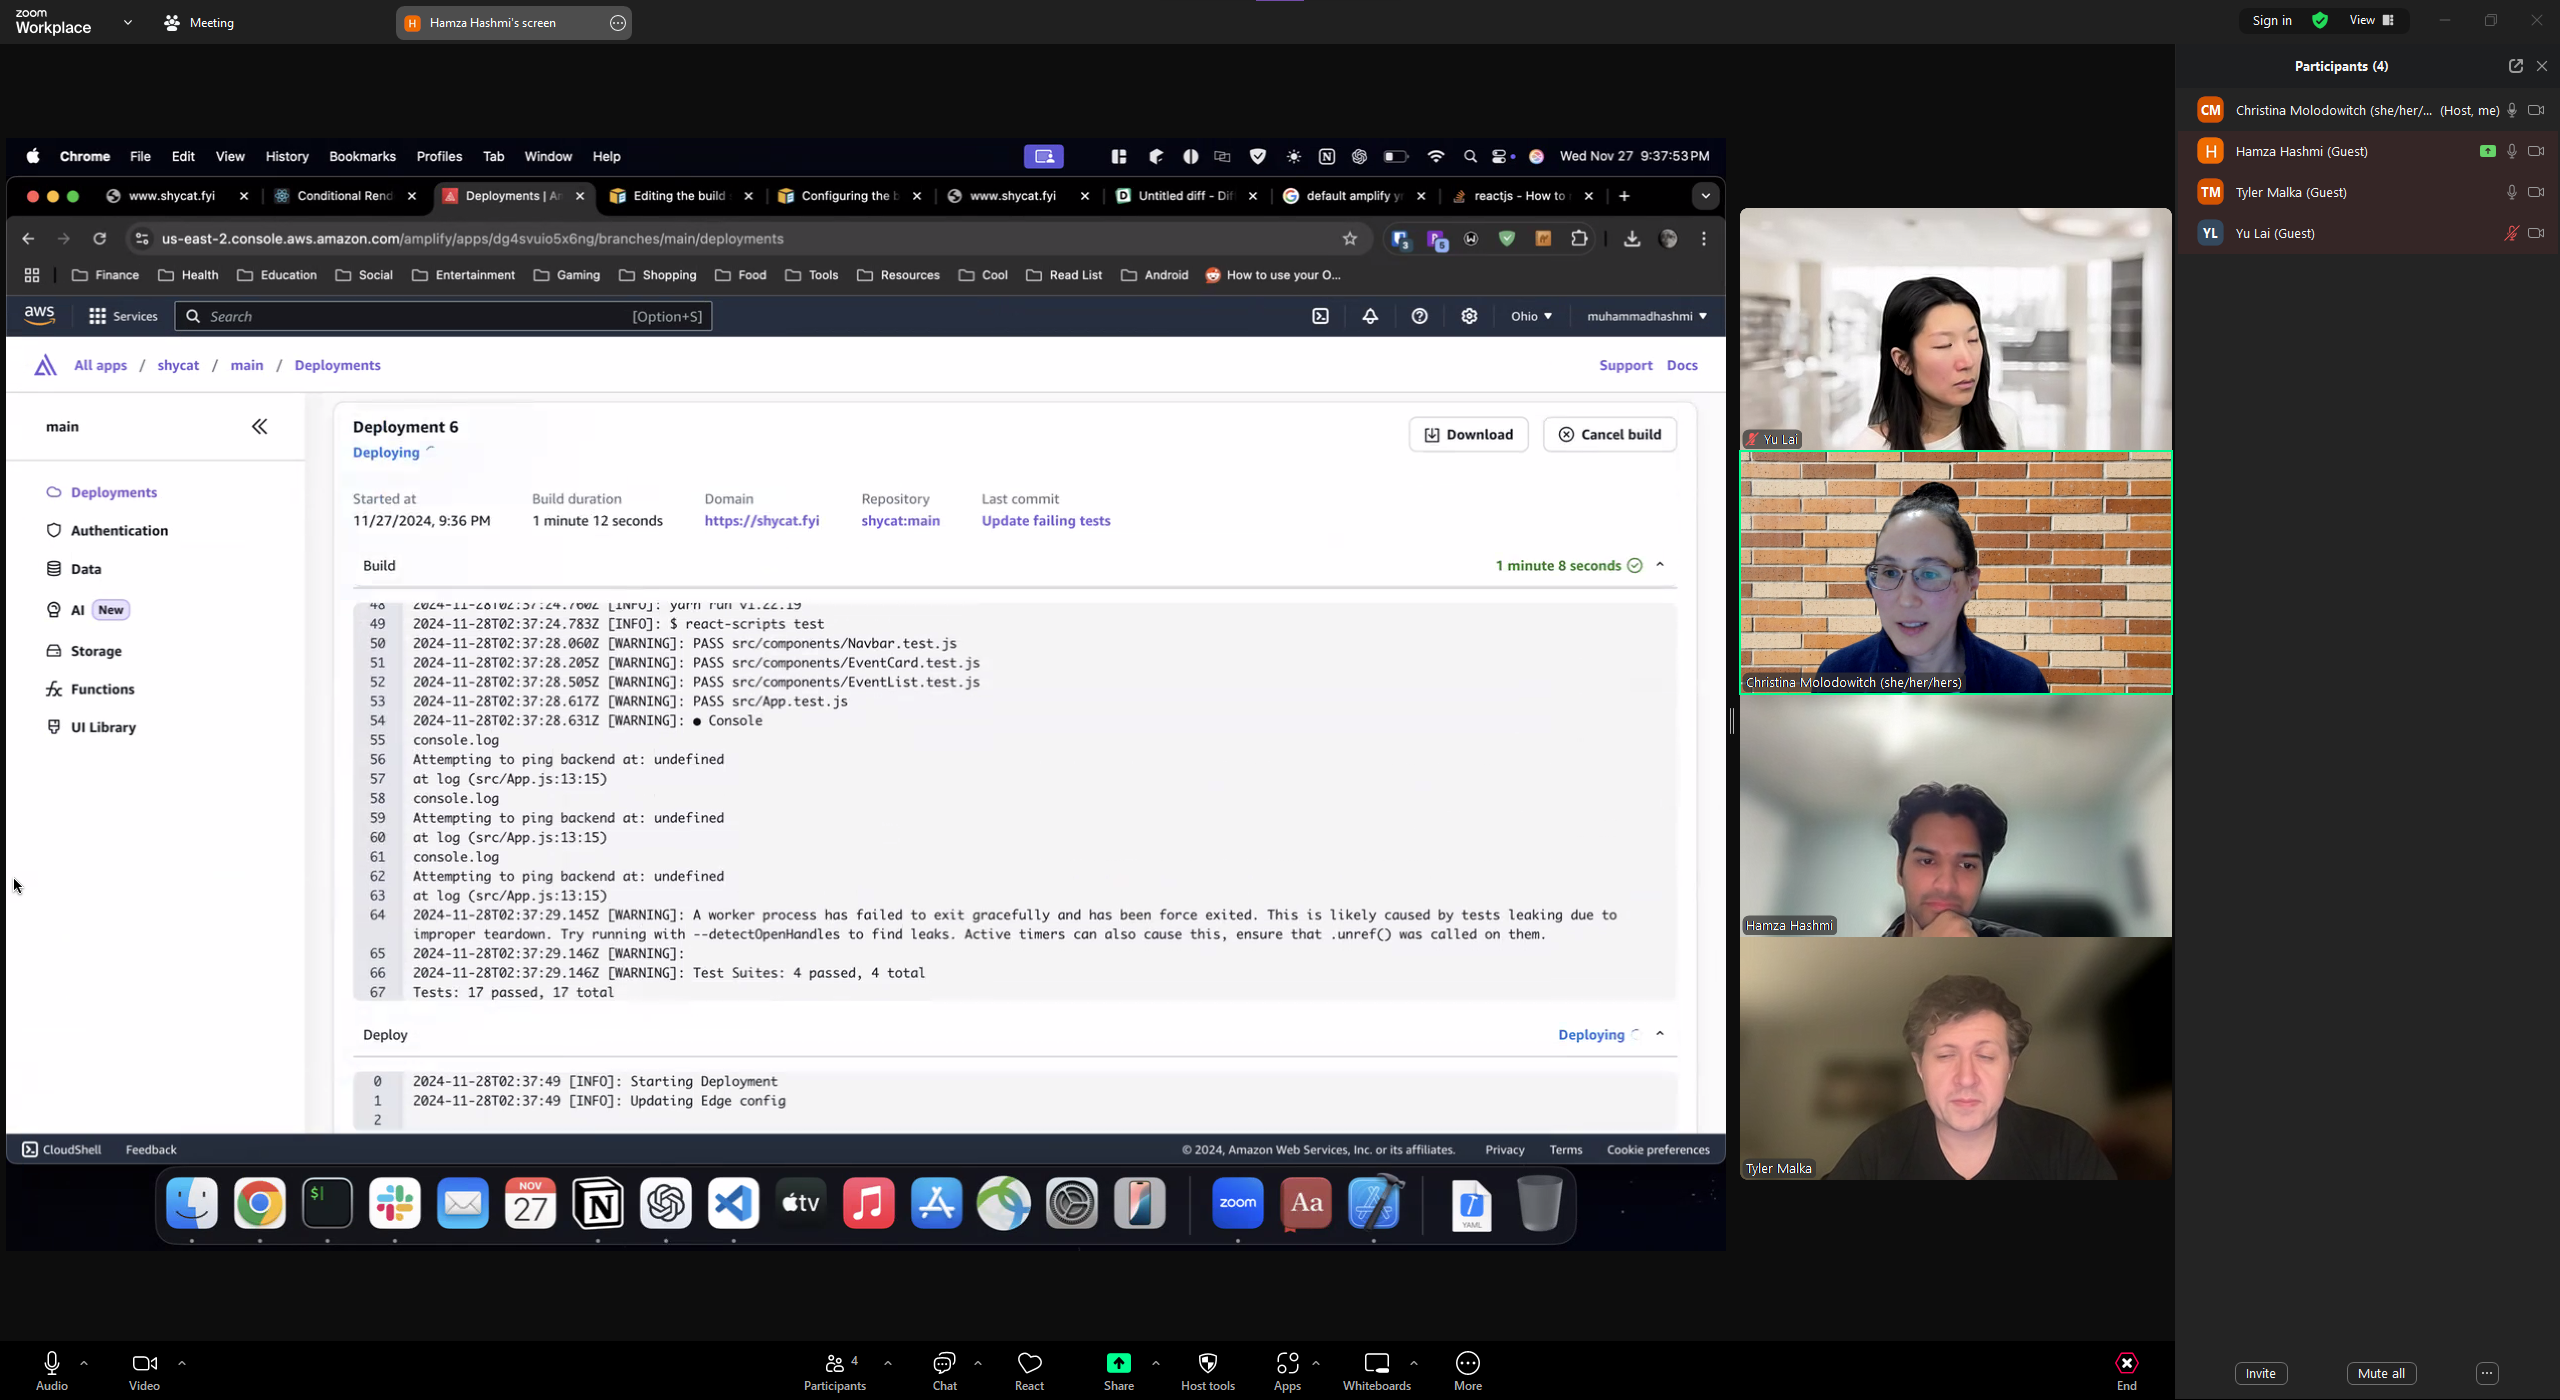 zoom
Workplace
Meeting
H Hamza Hashmi's screen
Sign in
View
Chrome File Edit View History Bookmarks Profiles Tab Window Help
Wed Nov 27 9:37:53 PM
www.shycat.fyi
Conditional Rend
Deployments | An
Editing the build
Configuring the b
www.shycat.fyi
Untitled diff - Dif
default amplify y
reactjs - How to
us-east-2.console.aws.amazon.com/amplify/apps/dg4svuio5x6ng/branches/main/deployments
Finance Health Education Social Entertainment Gaming Shopping Food Tools Resources Cool Read List Android How to use your O...
aws Services Search [Option+S] Ohio muhammadhashmi
All apps / shycat / main / Deployments
Support Docs
main
Deployments
Authentication
Data
AI New
Storage
Functions
UI Library
Deployment 6
Deploying
Download
Cancel build
Started at
11/27/2024, 9:36 PM
Build duration
1 minute 12 seconds
Domain
https://shycat.fyi
Repository
shycat:main
Last commit
Update failing tests
Build
1 minute 8 seconds
48 2024-11-28T02:37:24.760Z [INFO]: yarn run v1.22.19
49 2024-11-28T02:37:24.783Z [INFO]: $ react-scripts test
50 2024-11-28T02:37:28.060Z [WARNING]: PASS src/components/Navbar.test.js
51 2024-11-28T02:37:28.205Z [WARNING]: PASS src/components/EventCard.test.js
52 2024-11-28T02:37:28.505Z [WARNING]: PASS src/components/EventList.test.js
53 2024-11-28T02:37:28.617Z [WARNING]: PASS src/App.test.js
54 2024-11-28T02:37:28.631Z [WARNING]: ● Console
55 console.log
56 Attempting to ping backend at: undefined
57 at log (src/App.js:13:15)
58 console.log
59 Attempting to ping backend at: undefined
60 at log (src/App.js:13:15)
61 console.log
62 Attempting to ping backend at: undefined
63 at log (src/App.js:13:15)
64 2024-11-28T02:37:29.145Z [WARNING]: A worker process has failed to exit gracefully and has been force exited. This is likely caused by tests leaking due to
improper teardown. Try running with --detectOpenHandles to find leaks. Active timers can also cause this, ensure that .unref() was called on them.
65 2024-11-28T02:37:29.146Z [WARNING]:
66 2024-11-28T02:37:29.146Z [WARNING]: Test Suites: 4 passed, 4 total
67 Tests: 17 passed, 17 total
Deploy
Deploying
0 2024-11-28T02:37:49 [INFO]: Starting Deployment
1 2024-11-28T02:37:49 [INFO]: Updating Edge config
2
CloudShell Feedback
© 2024, Amazon Web Services, Inc. or its affiliates. Privacy Terms Cookie preferences
NOV
27
tv
zoom
Aa
YAML
Yu Lai
Christina Molodowitch (she/her/hers)
Hamza Hashmi
Tyler Malka
Participants (4)
CM Christina Molodowitch (she/her/... (Host, me)
H Hamza Hashmi (Guest)
TM Tyler Malka (Guest)
YL Yu Lai (Guest)
Audio
Video
Participants 4
Chat
React
Share
Host tools
Apps
Whiteboards
More
End
Invite
Mute all